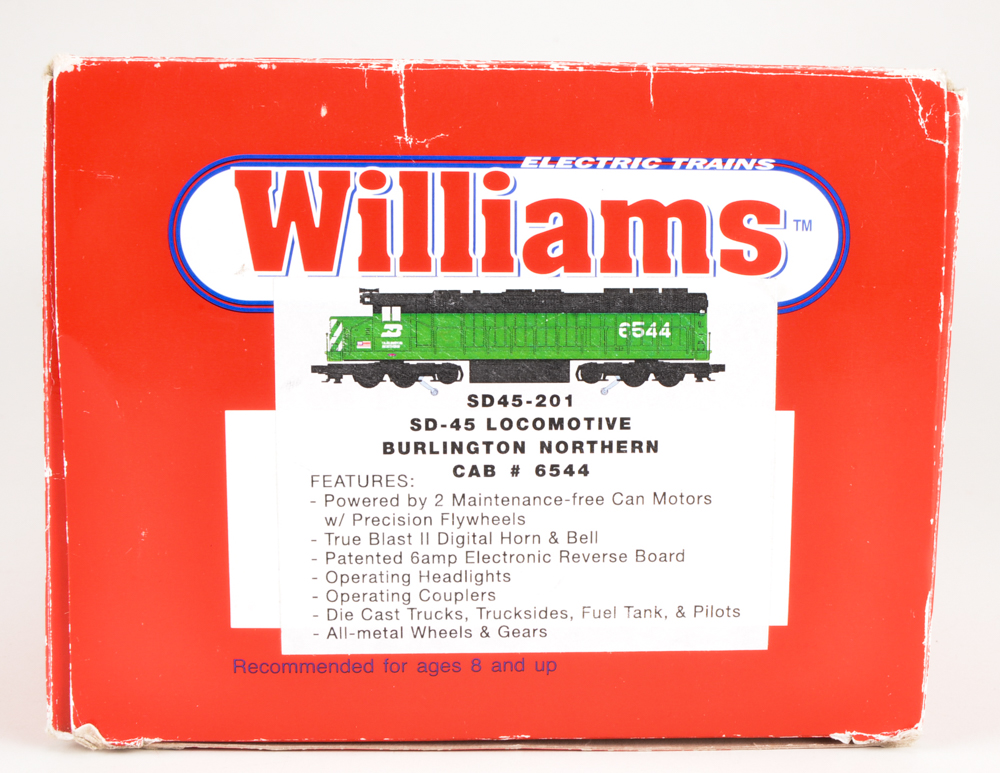 ELECTRIC TRAINS
Williams TM
6544
SD45-201
SD-45 LOCOMOTIVE
BURLINGTON NORTHERN
CAB # 6544
FEATURES:
- Powered by 2 Maintenance-free Can Motors
w/ Precision Flywheels
- True Blast II Digital Horn & Bell
- Patented 6amp Electronic Reverse Board
- Operating Headlights
- Operating Couplers
- Die Cast Trucks, Trucksides, Fuel Tank, & Pilots
- All-metal Wheels & Gears
Recommended for ages 8 and up